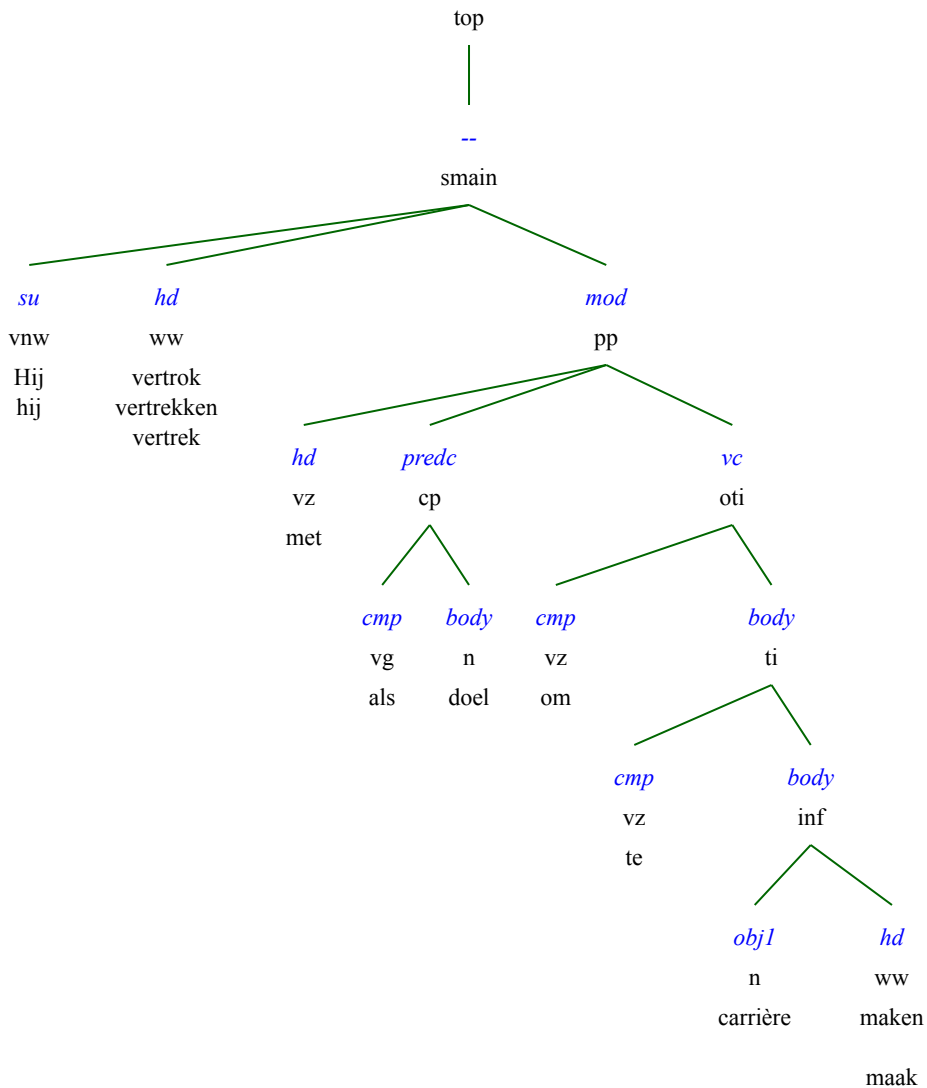 top
--
smain
su hd mod
vnw ww pp
Hij vertrok
hij vertrekken
vertrek
hd predc vc
vz cp oti
met
cmp body cmp body
vg n vz ti
als doel om
cmp body
vz inf
te
obj1 hd
n ww
carrière maken
maak